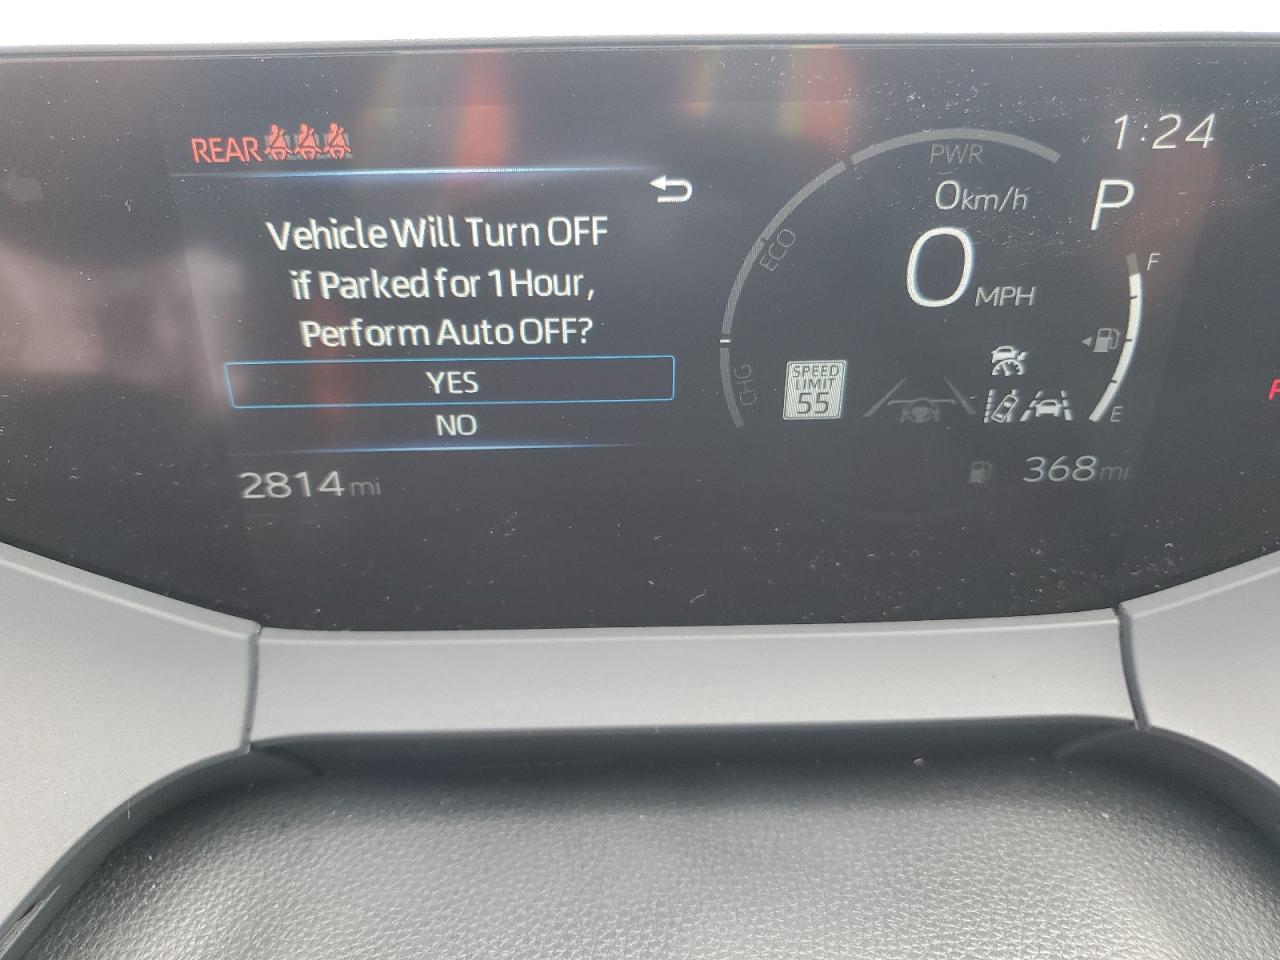 REAR
Vehicle Will Turn OFF
if Parked for 1 Hour,
Perform Auto OFF?
YES
NO
2814 mi
PWR
ECO
CHG
1:24
0 km/h
P
0 MPH
F
E
SPEED
LIMIT
55
368 mi